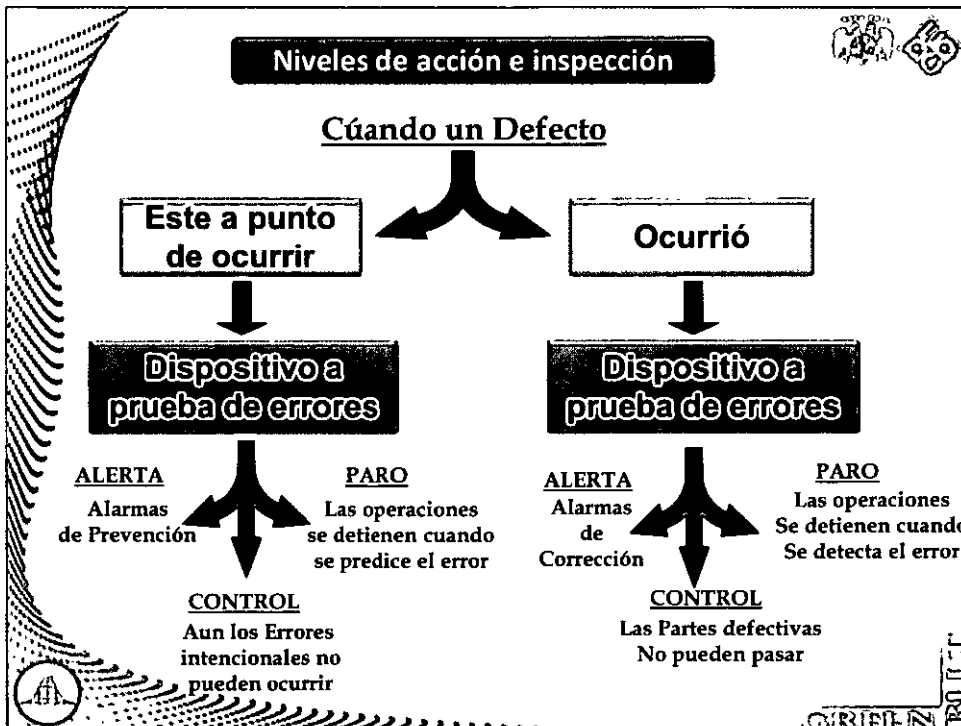 Niveles de acción e inspección
Cúando un Defecto
Este a punto
de ocurrir
Dispositivo a
prueba de errores
ALERTA
Alarmas
de Prevención
PARO
Las operaciones
se detienen cuando
se predice el error
CONTROL
Aun los Errores
intencionales no
pueden ocurrir
Ocurrió
Dispositivo a
prueba de errores
ALERTA
Alarmas
de
Corrección
PARO
Las operaciones
Se detienen cuando
Se detecta el error
CONTROL
Las Partes defectivas
No pueden pasar